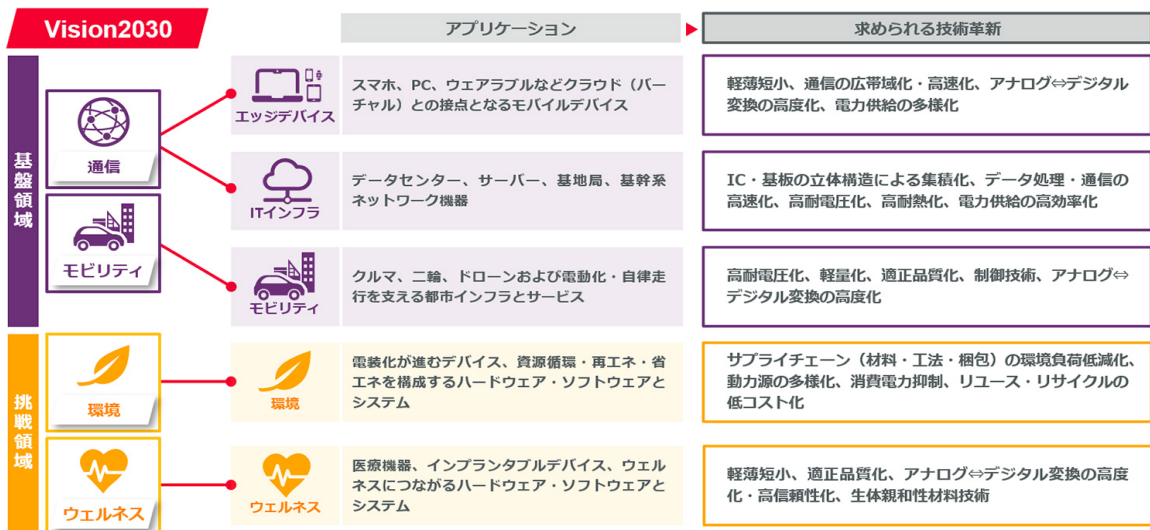 Vision2030
アプリケーション
求められる技術革新
基盤領域
通信
エッジデバイス
スマホ、PC、ウェアラブルなどクラウド（バー
チャル）との接点となるモバイルデバイス
軽薄短小、通信の広帯域化・高速化、アナログ⇔デジタル
変換の高度化、電力供給の多様化
ITインフラ
データセンター、サーバー、基地局、基幹系
ネットワーク機器
IC・基板の立体構造による集積化、データ処理・通信の
高速化、高耐電圧化、高耐熱化、電力供給の高効率化
モビリティ
モビリティ
クルマ、二輪、ドローンおよび電動化・自律走
行を支える都市インフラとサービス
高耐電圧化、軽量化、適正品質化、制御技術、アナログ⇔
デジタル変換の高度化
挑戦領域
環境
環境
電装化が進むデバイス、資源循環・再エネ・省
エネを構成するハードウェア・ソフトウェアと
システム
サプライチェーン（材料・工法・梱包）の環境負荷低減化、
動力源の多様化、消費電力抑制、リユース・リサイクルの
低コスト化
ウェルネス
ウェルネス
医療機器、インプランタブルデバイス、ウェル
ネスにつながるハードウェア・ソフトウェアと
システム
軽薄短小、適正品質化、アナログ⇔デジタル変換の高度
化・高信頼性化、生体親和性材料技術